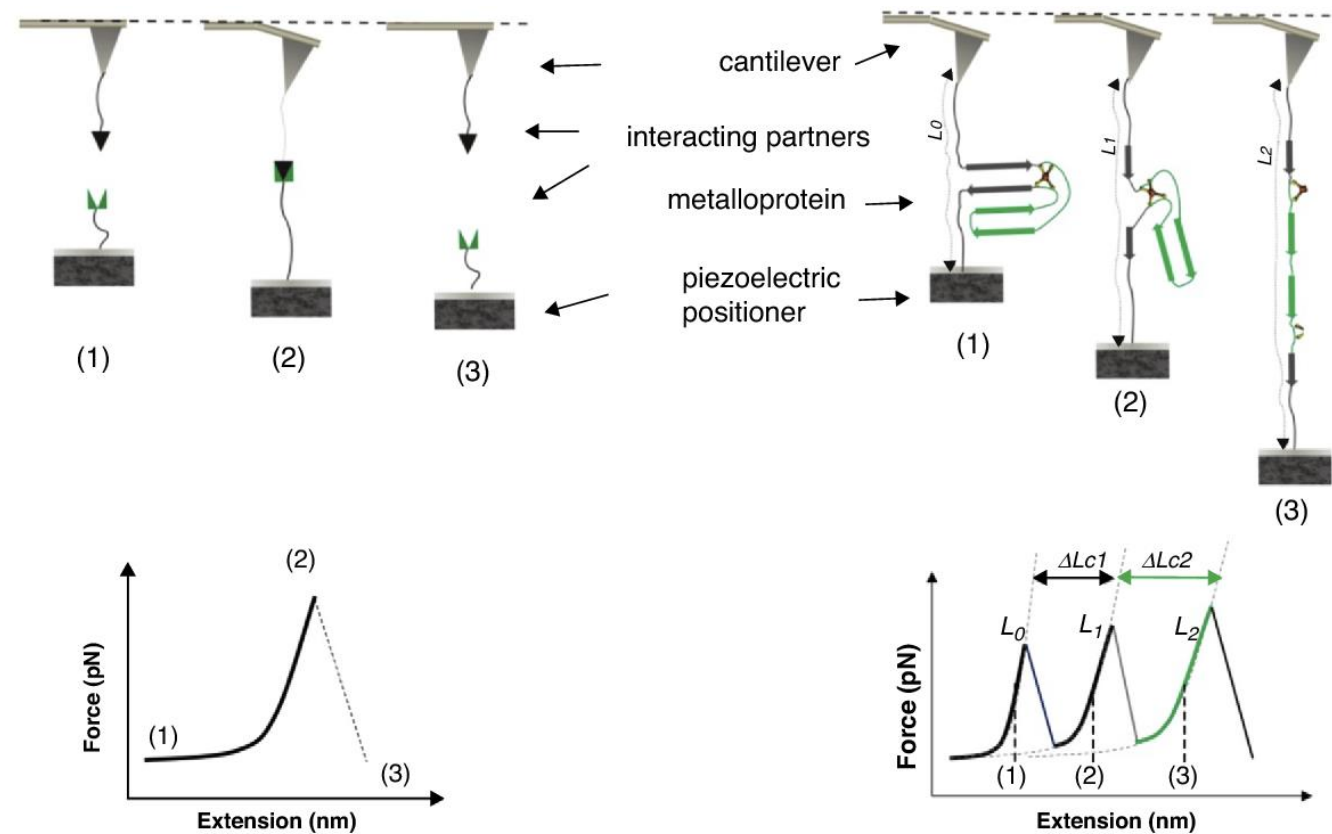 cantilever
interacting partners
metalloprotein
piezoelectric
positioner
(1)
(2)
(3)
L0
(1)
L1
(2)
L2
(3)
Force (pN)
(1)
(2)
(3)
Extension (nm)
Force (pN)
ΔLc1
ΔLc2
L0
L1
L2
(1)
(2)
(3)
Extension (nm)